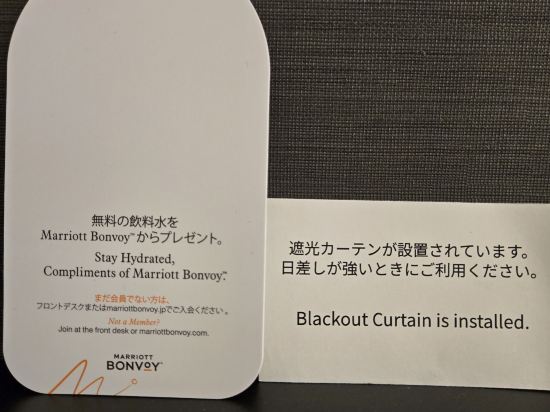 無料の飲料水を
Marriott Bonvoy™からプレゼント。
Stay Hydrated,
Compliments of Marriott Bonvoy™.
まだ会員でない方は、
フロントデスクまたはmarriottbonvoy.jpでご入会ください。
Not a Member?
Join at the front desk or marriottbonvoy.com.
MARRIOTT
BONVOY
遮光カーテンが設置されています。
日差しが強いときにご利用ください。
Blackout Curtain is installed.